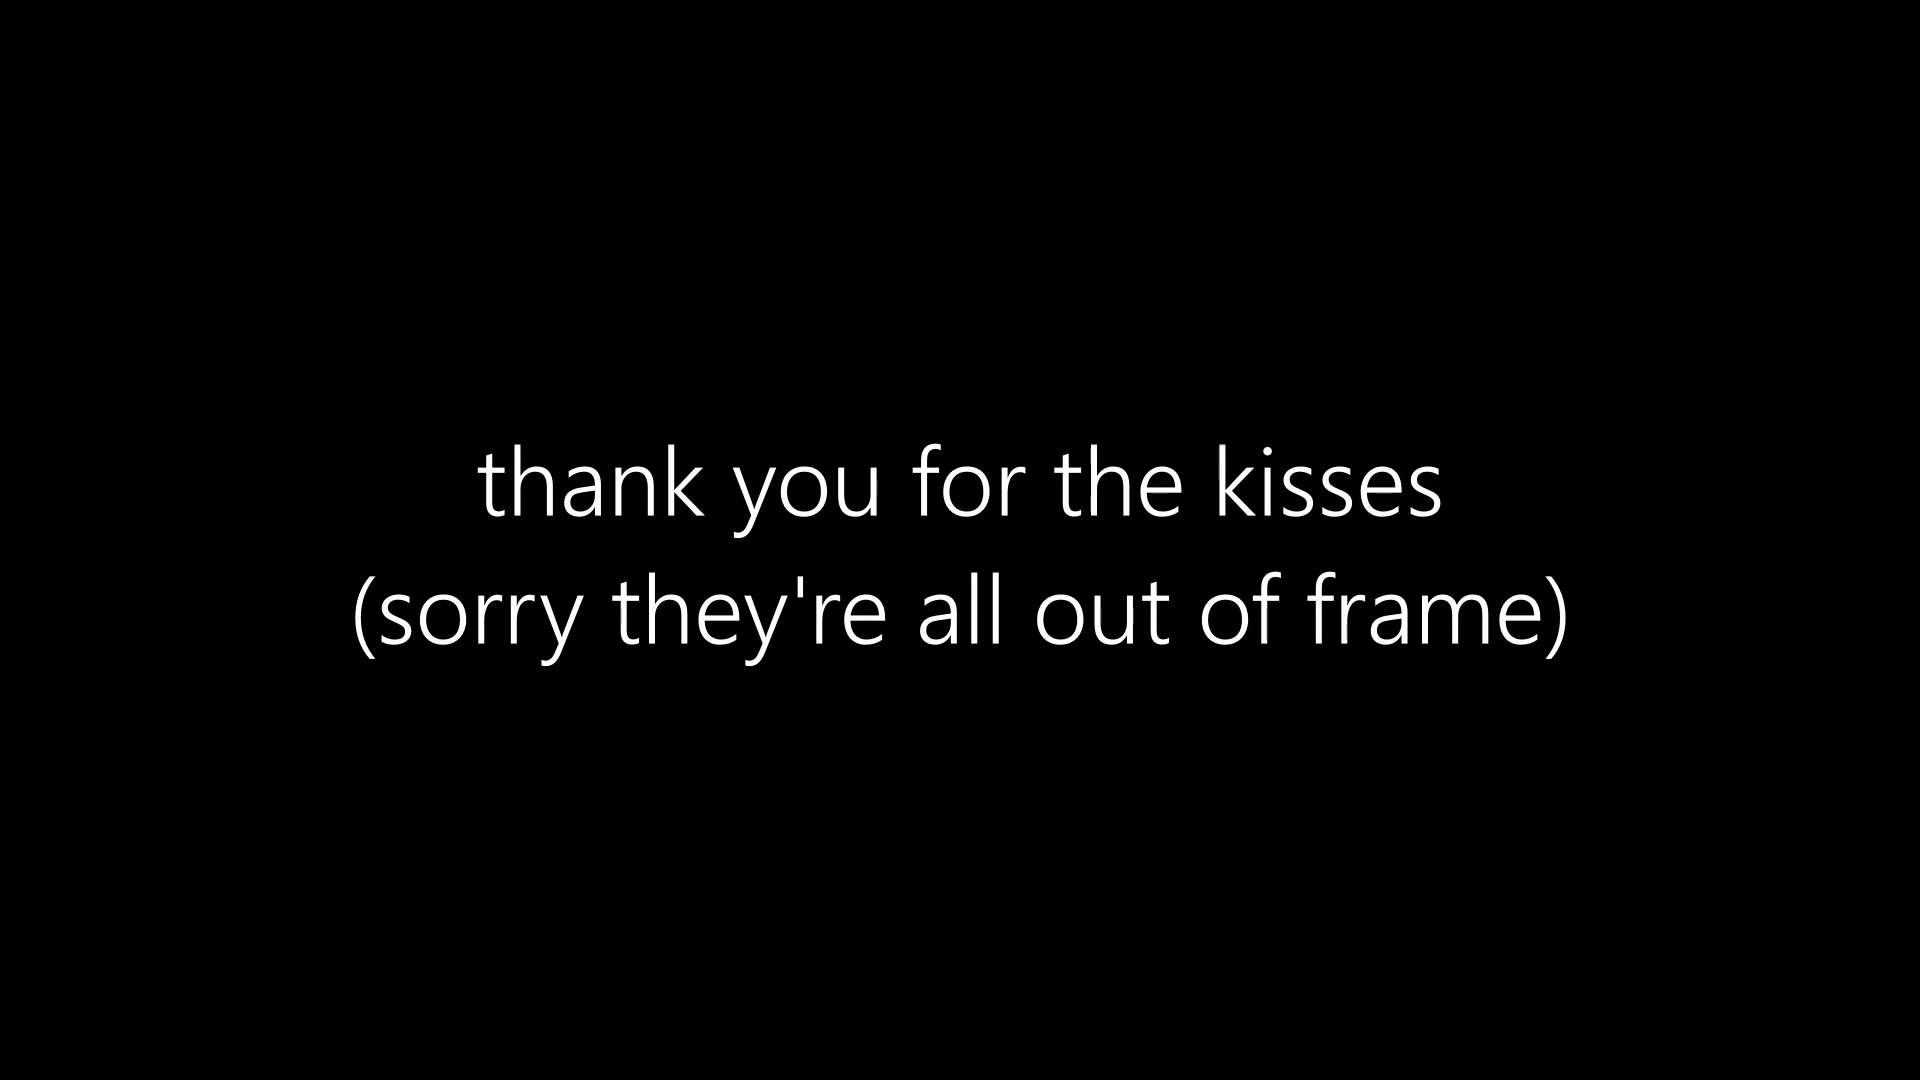 thank you for the kisses
(sorry they're all out of frame)